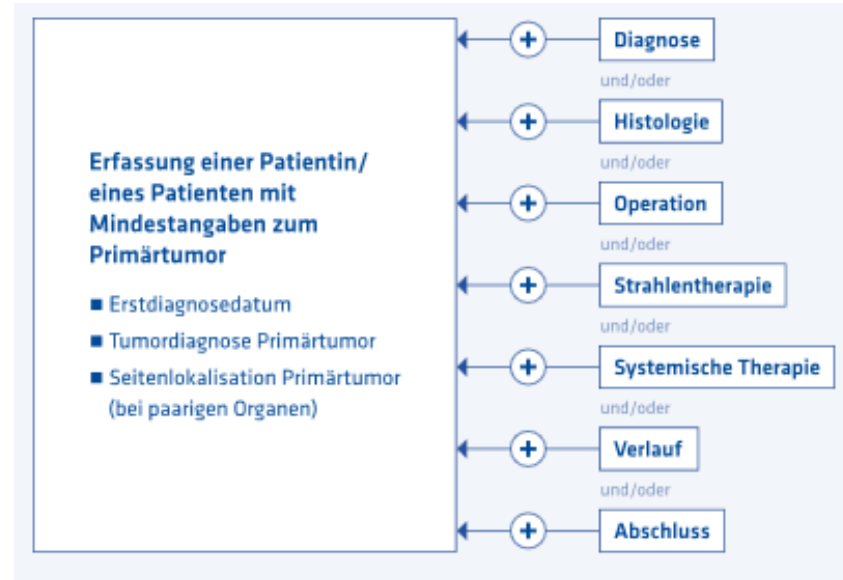 Erfassung einer Patientin/
eines Patienten mit
Mindestangaben zum
Primärtumor
■ Erstdiagnosedatum
■ Tumordiagnose Primärtumor
■ Seitenlokalisation Primärtumor
(bei paarigen Organen)
+ Diagnose
und/oder
+ Histologie
und/oder
+ Operation
und/oder
+ Strahlentherapie
und/oder
+ Systemische Therapie
und/oder
+ Verlauf
und/oder
+ Abschluss